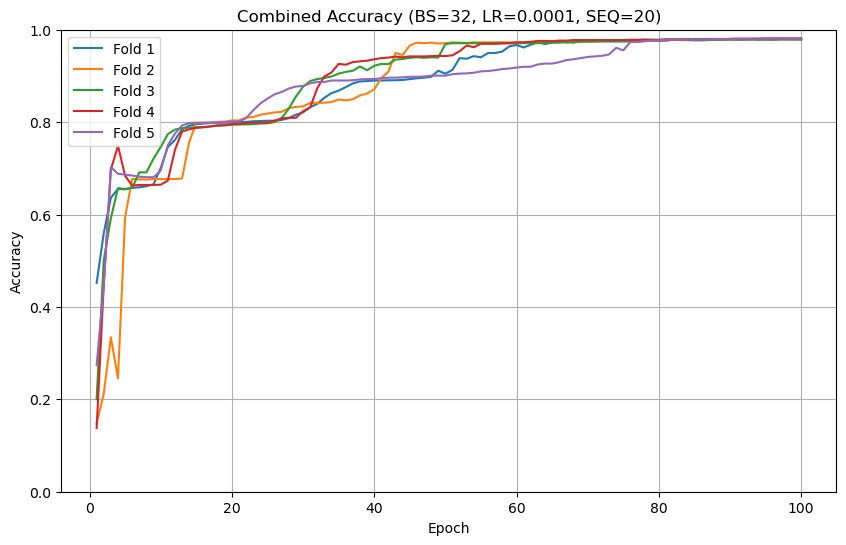 Combined Accuracy (BS=32, LR=0.0001, SEQ=20)
Fold 1
Fold 2
Fold 3
Fold 4
Fold 5
1.0
0.8
0.6
0.4
0.2
0.0
Accuracy
0 20 40 60 80 100
Epoch